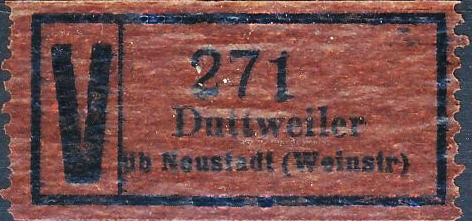 V
271
Duttweiler
üb Neustadt (Weinstr)